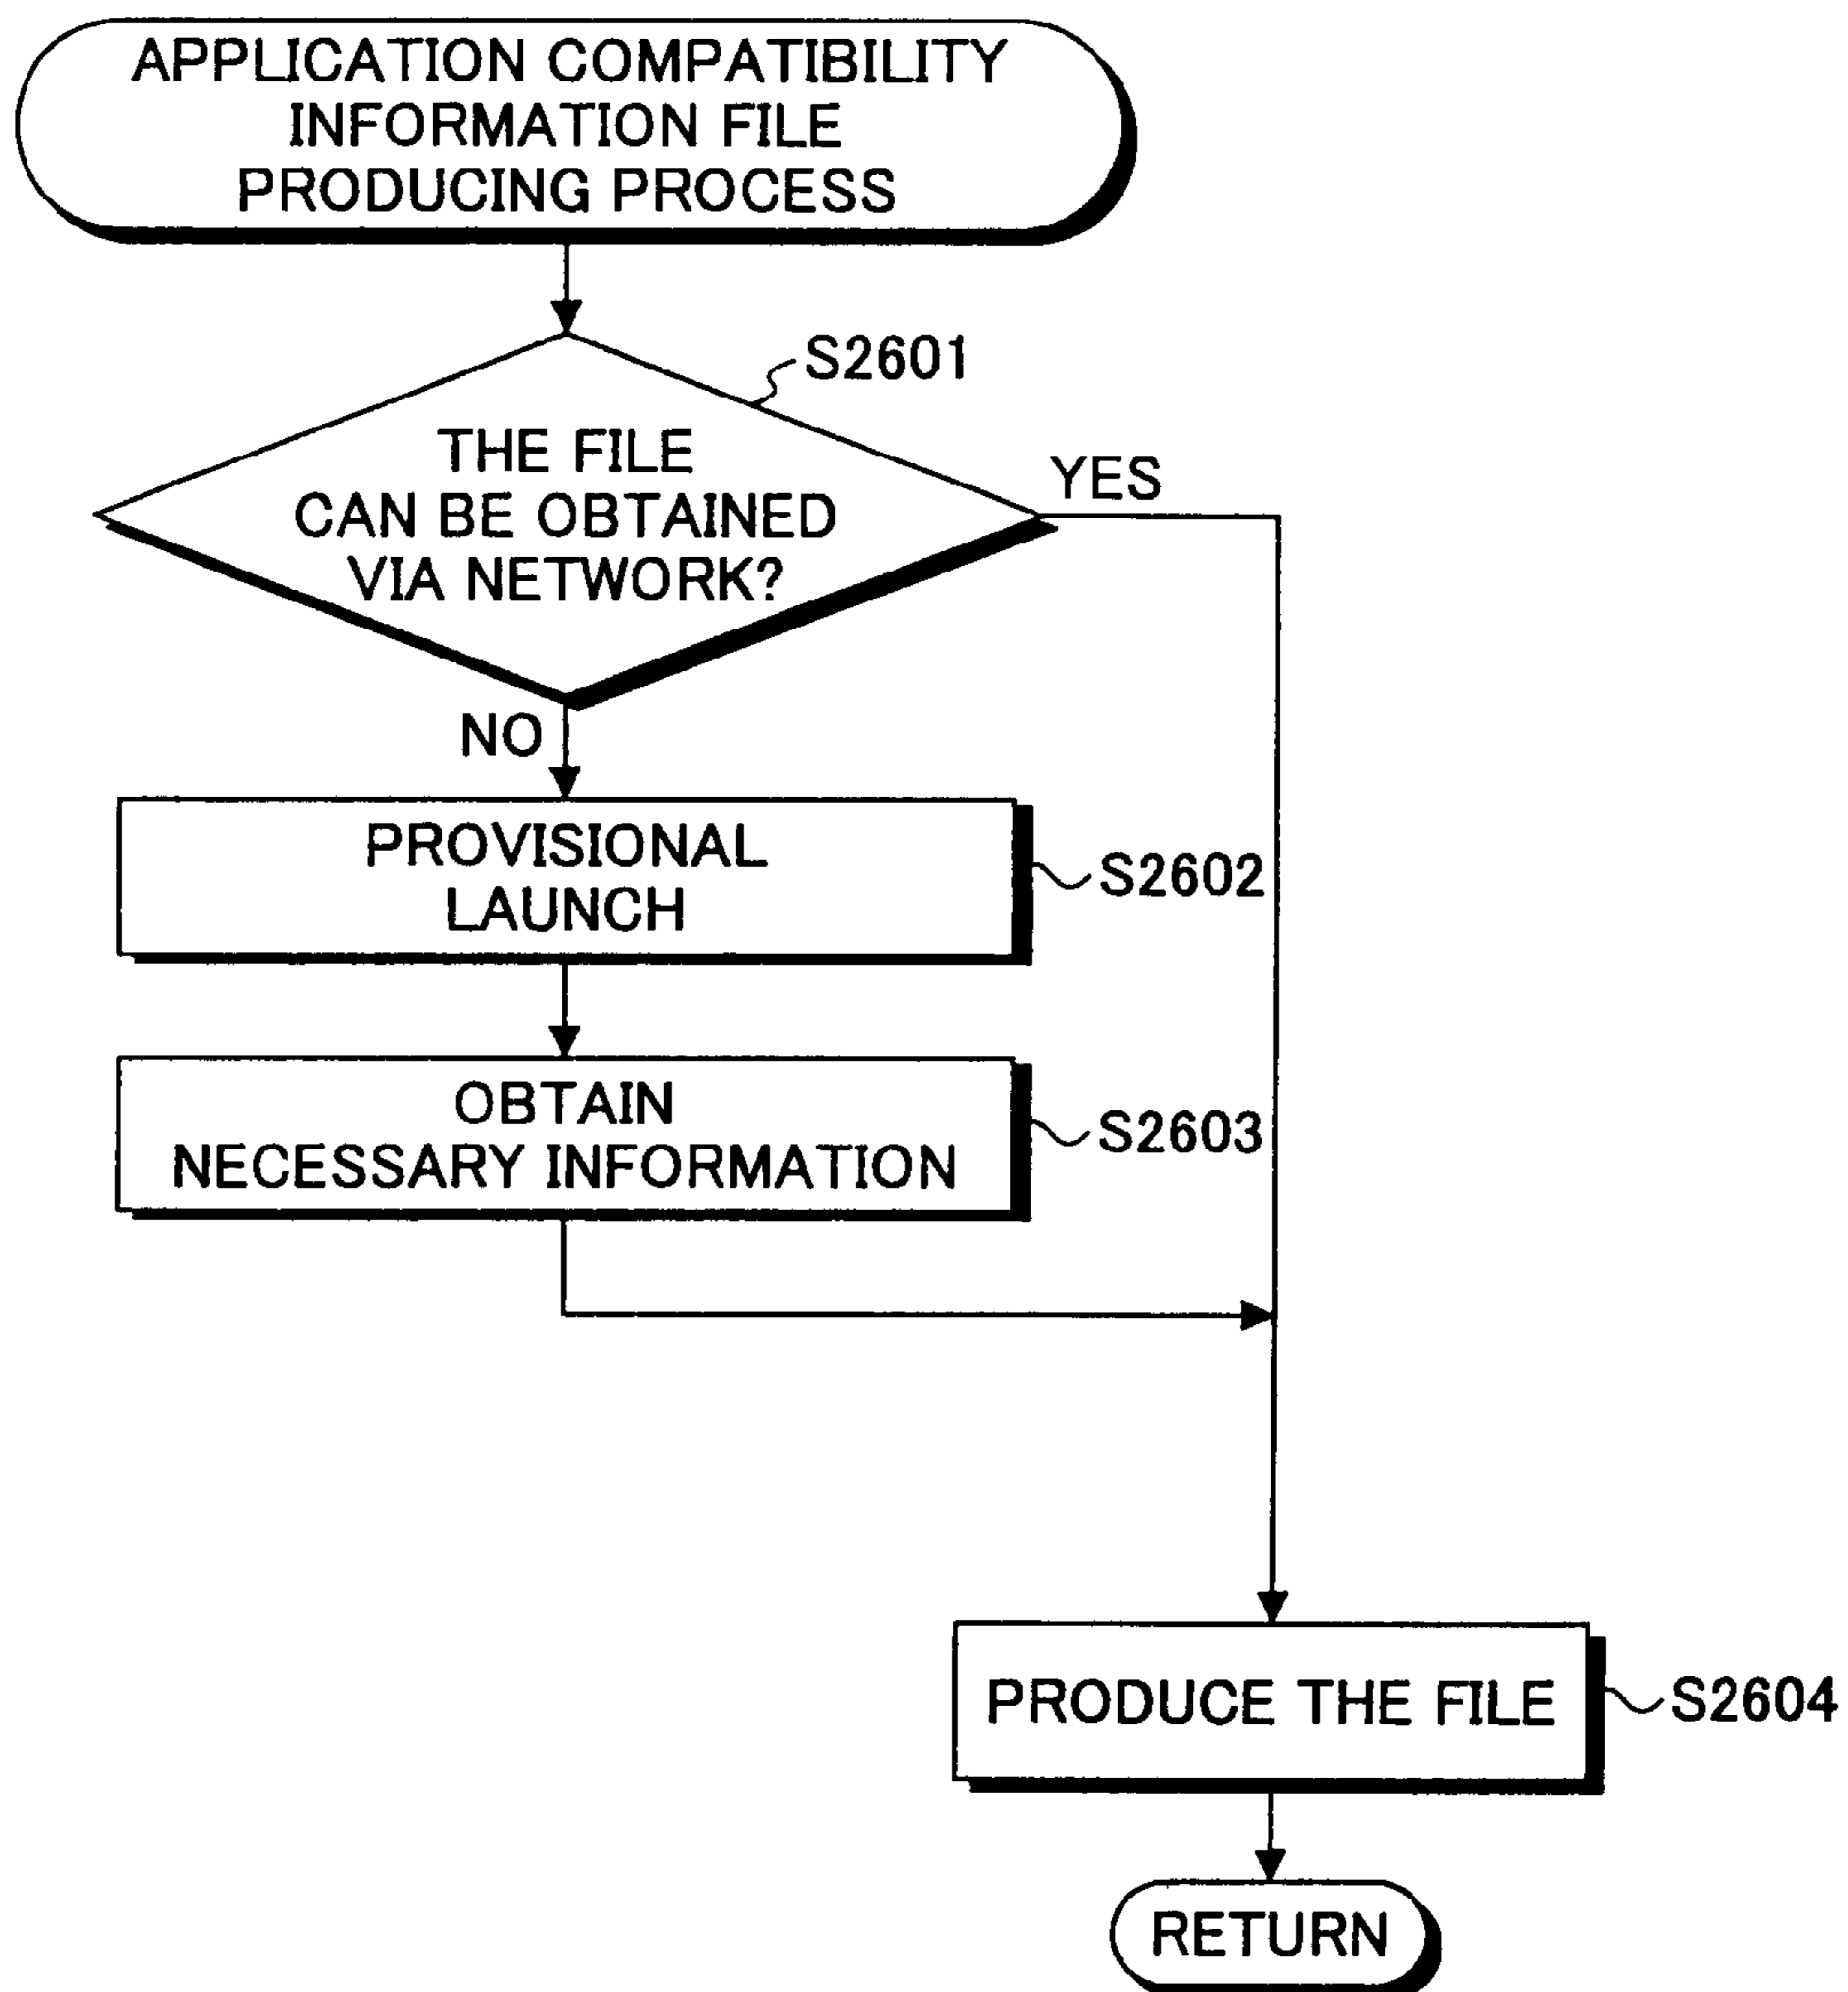 APPLICATION COMPATIBILITY
INFORMATION FILE
PRODUCING PROCESS
S2601
THE FILE
CAN BE OBTAINED
VIA NETWORK?
YES
NO
PROVISIONAL
LAUNCH
S2602
OBTAIN
NECESSARY INFORMATION
S2603
PRODUCE THE FILE
S2604
RETURN